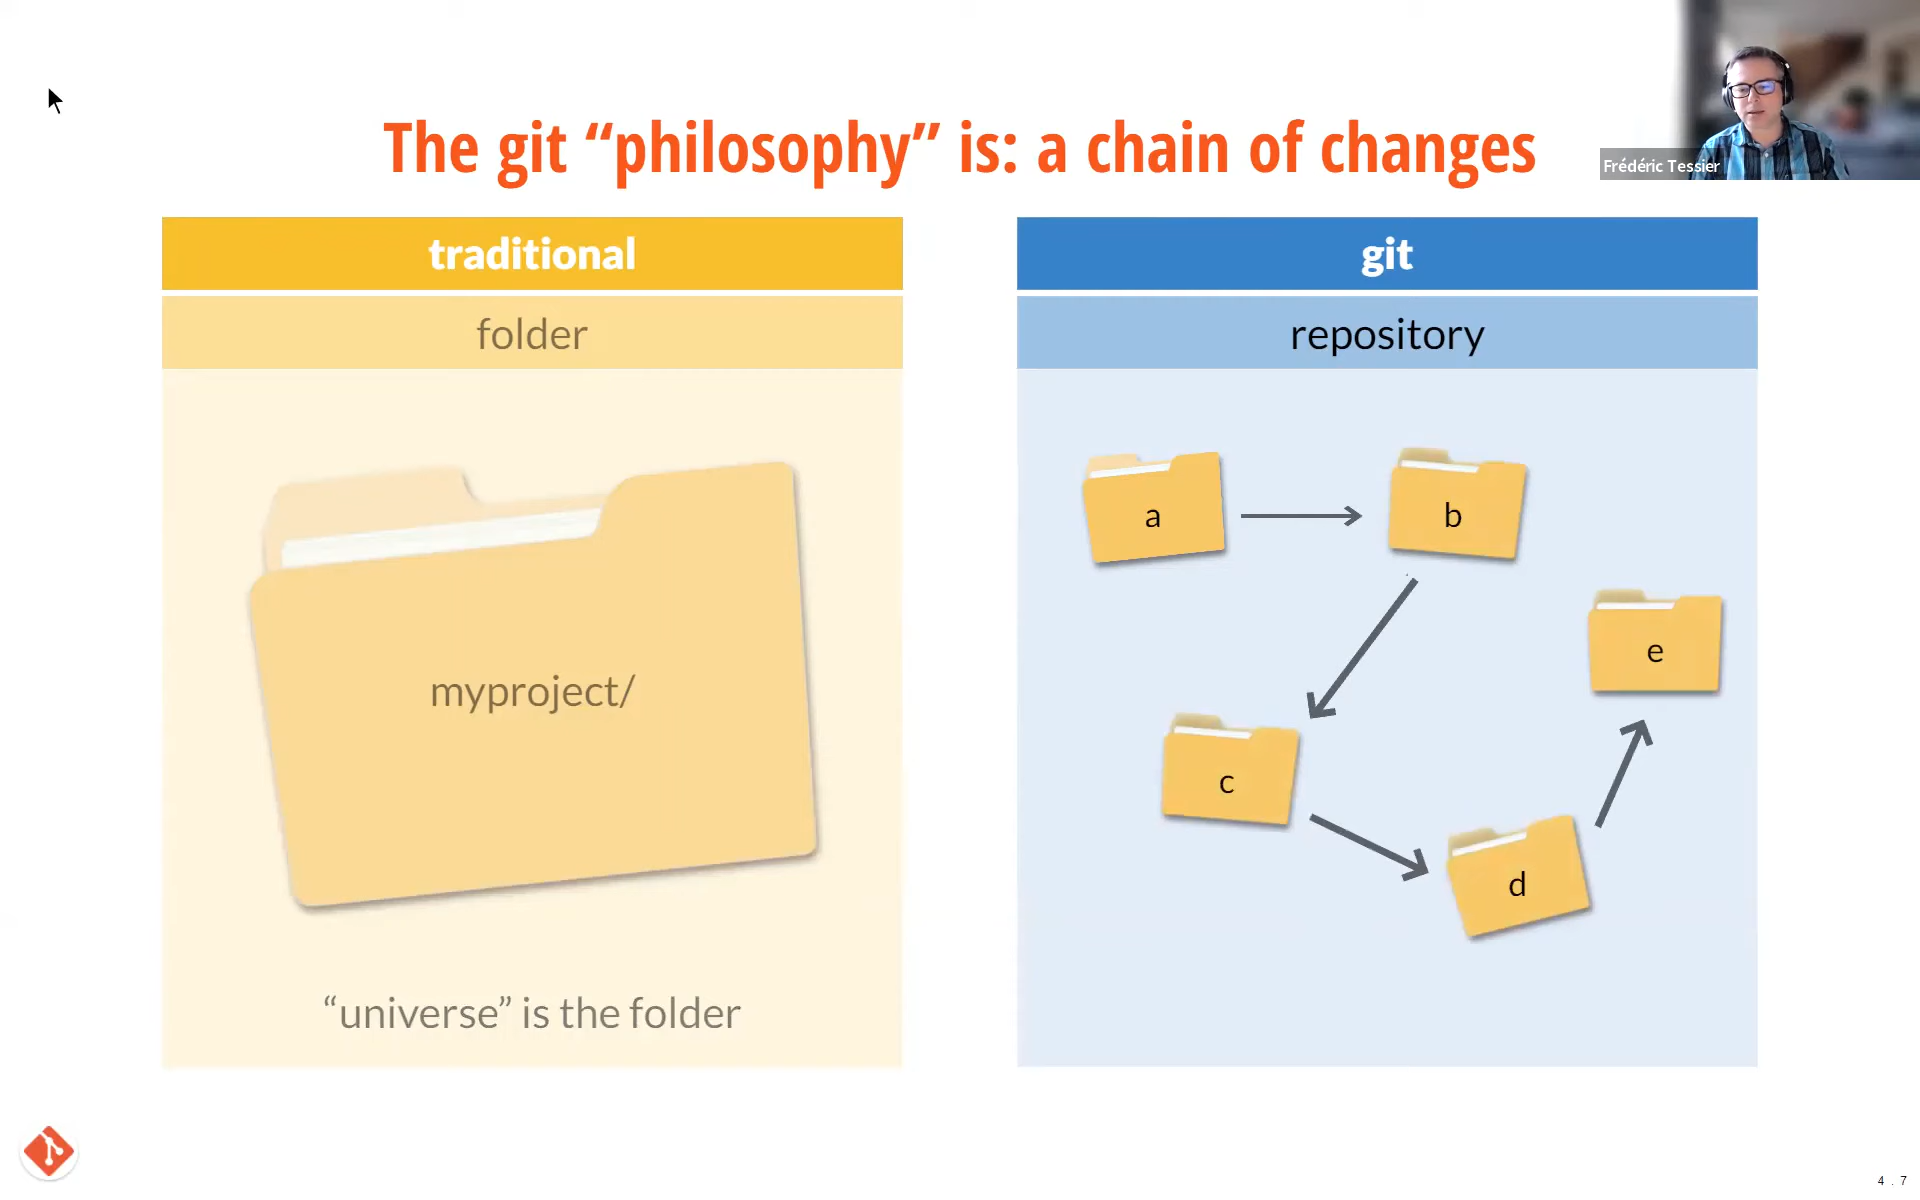 The git “philosophy” is: a chain of changes
Frédéric Tessier
traditional
folder
myproject/
“universe” is the folder
git
repository
a
b
e
c
d
4 . 7